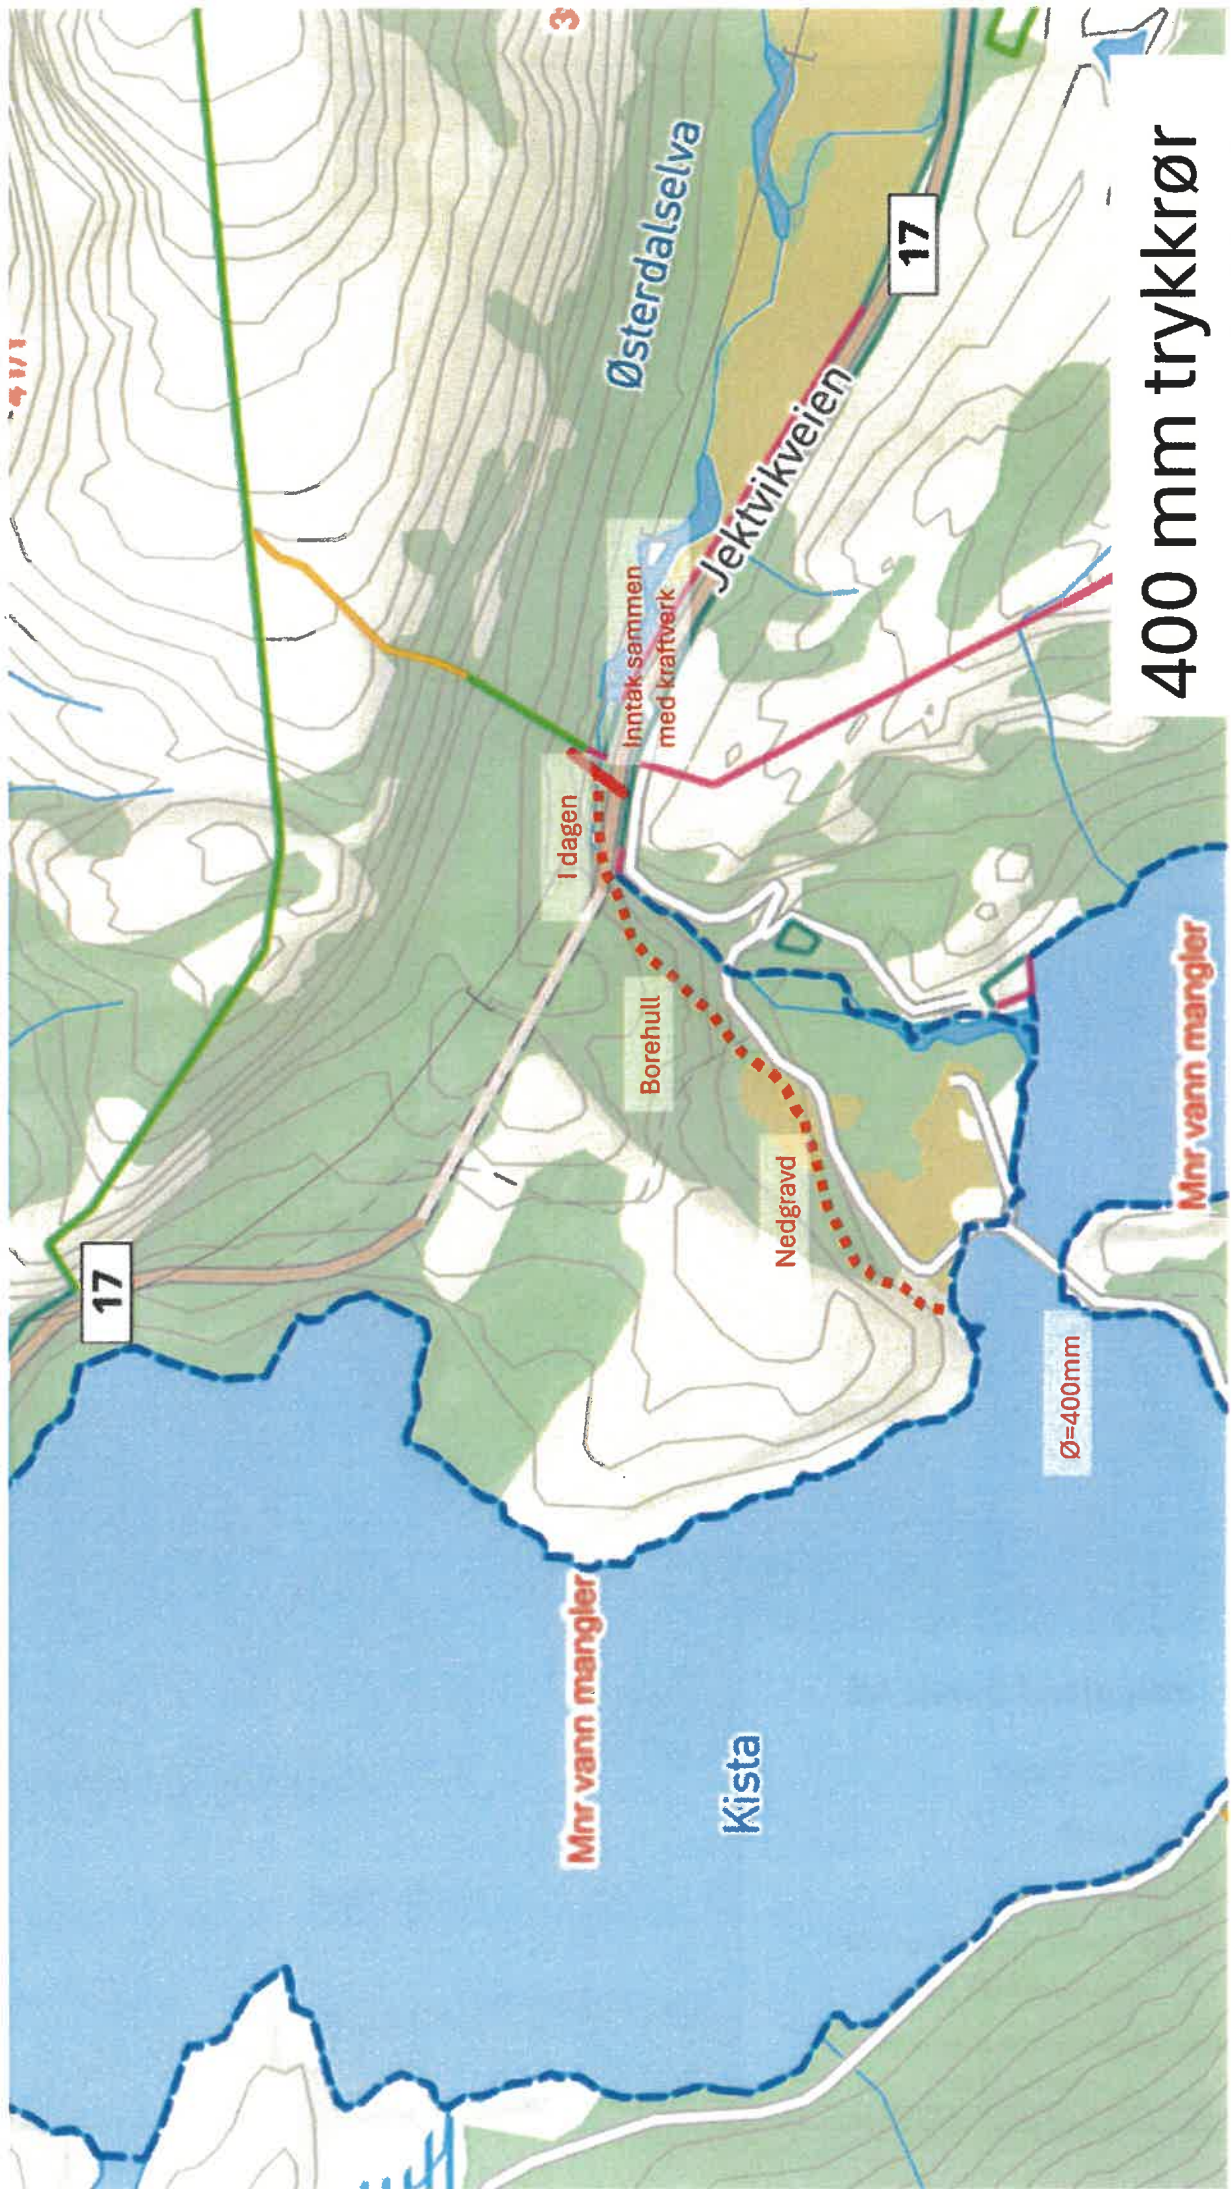 400 mm trykkrør
17
17
Østerdalselva
Jektvikveien
Inntak sammen
med kraftverk
I dagen
Borehull
Nedgravd
Ø=400mm
Mnr vann mangler
Mnr vann mangler
Kista